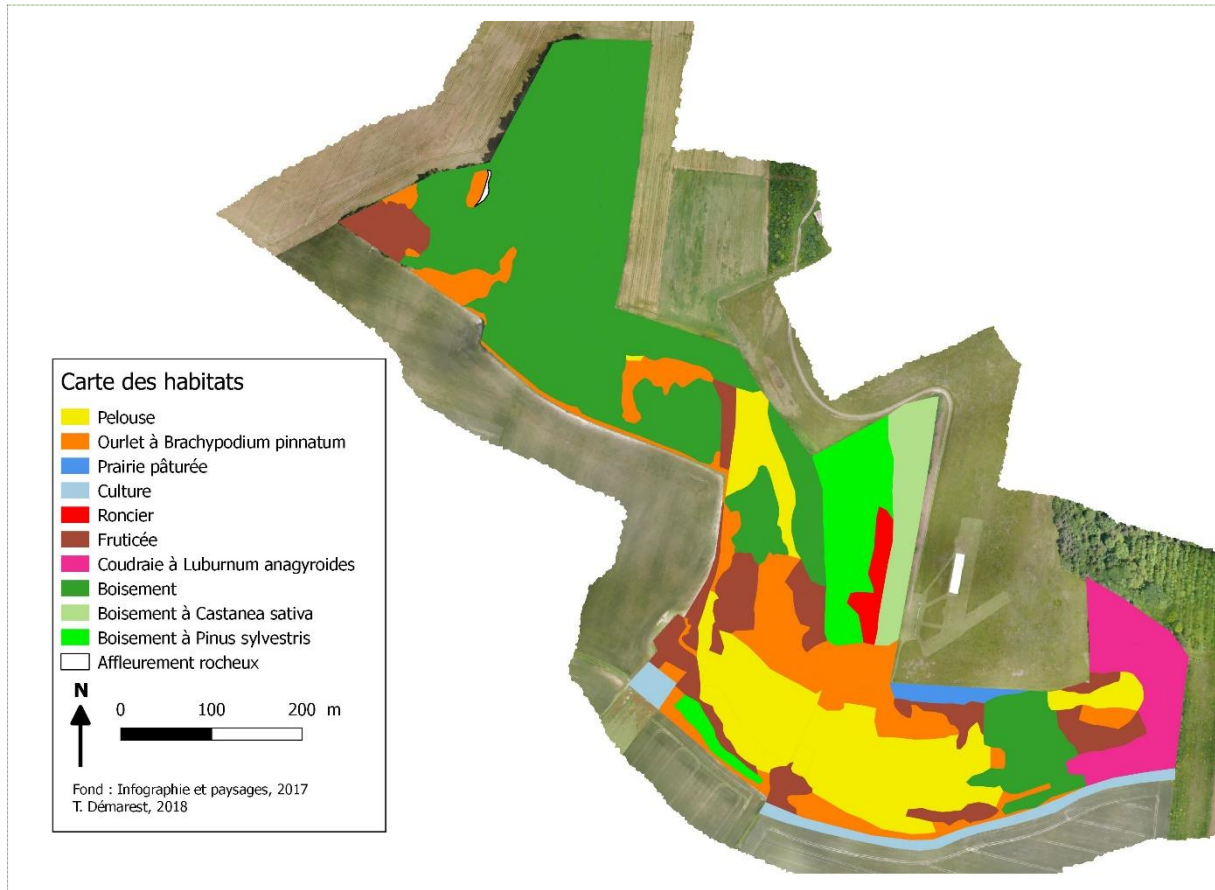 Carte des habitats
Pelouse
Ourlet à Brachypodium pinnatum
Prairie pâturée
Culture
Roncier
Fruticée
Coudraie à Luburnum anagyroides
Boisement
Boisement à Castanea sativa
Boisement à Pinus sylvestris
Affleurement rocheux
N
0 100 200 m
Fond : Infographie et paysages, 2017
T. Démarest, 2018